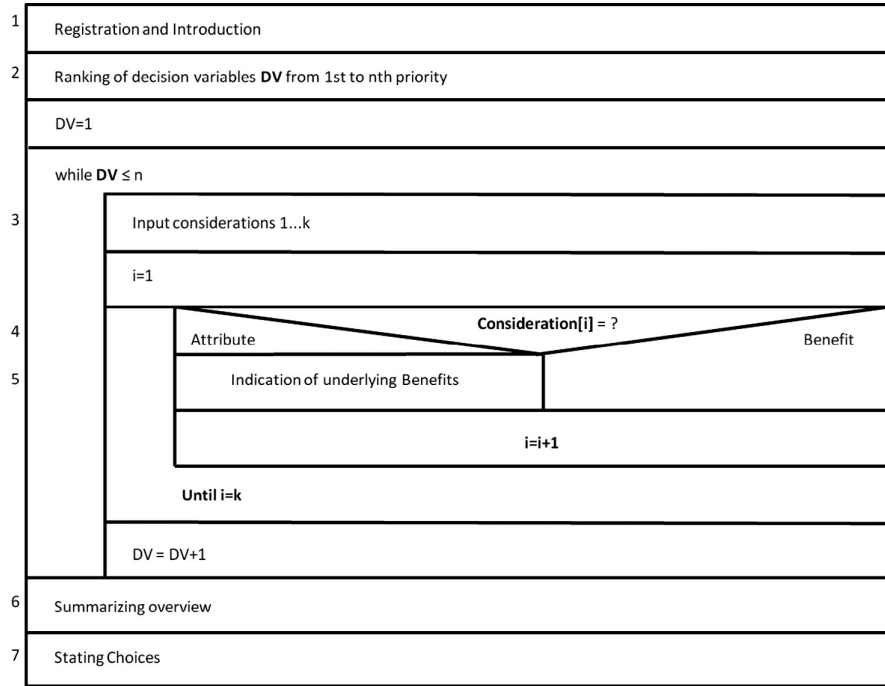 1
Registration and Introduction
2
Ranking of decision variables DV from 1st to nth priority
DV=1
while DV ≤ n
3
Input considerations 1...k
i=1
4
Consideration[i] = ?
Attribute
Benefit
5
Indication of underlying Benefits
i=i+1
Until i=k
DV = DV+1
6
Summarizing overview
7
Stating Choices